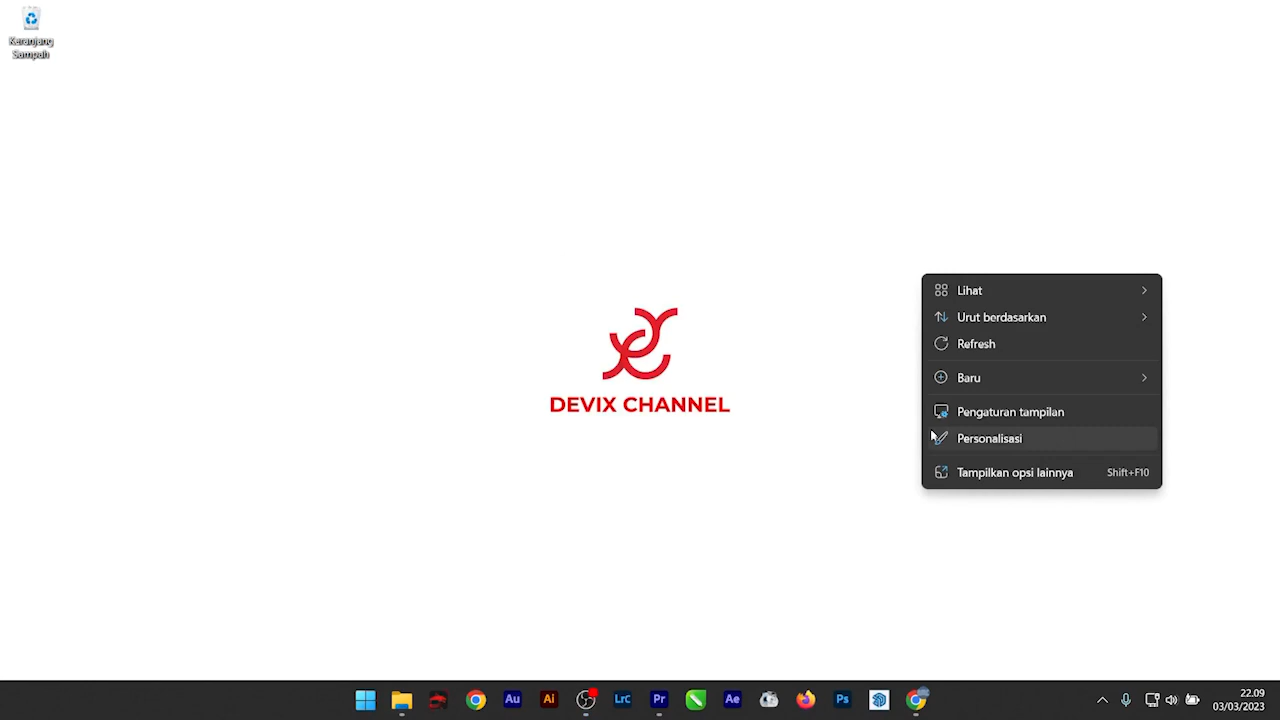 Keranjang
Sampah
DEVIX CHANNEL
Lihat
Urut berdasarkan
Refresh
Baru
Pengaturan tampilan
Personalisasi
Tampilkan opsi lainnya Shift+F10
Au
Ai
Lrc
Pr
Ae
Ps
22.09
03/03/2023